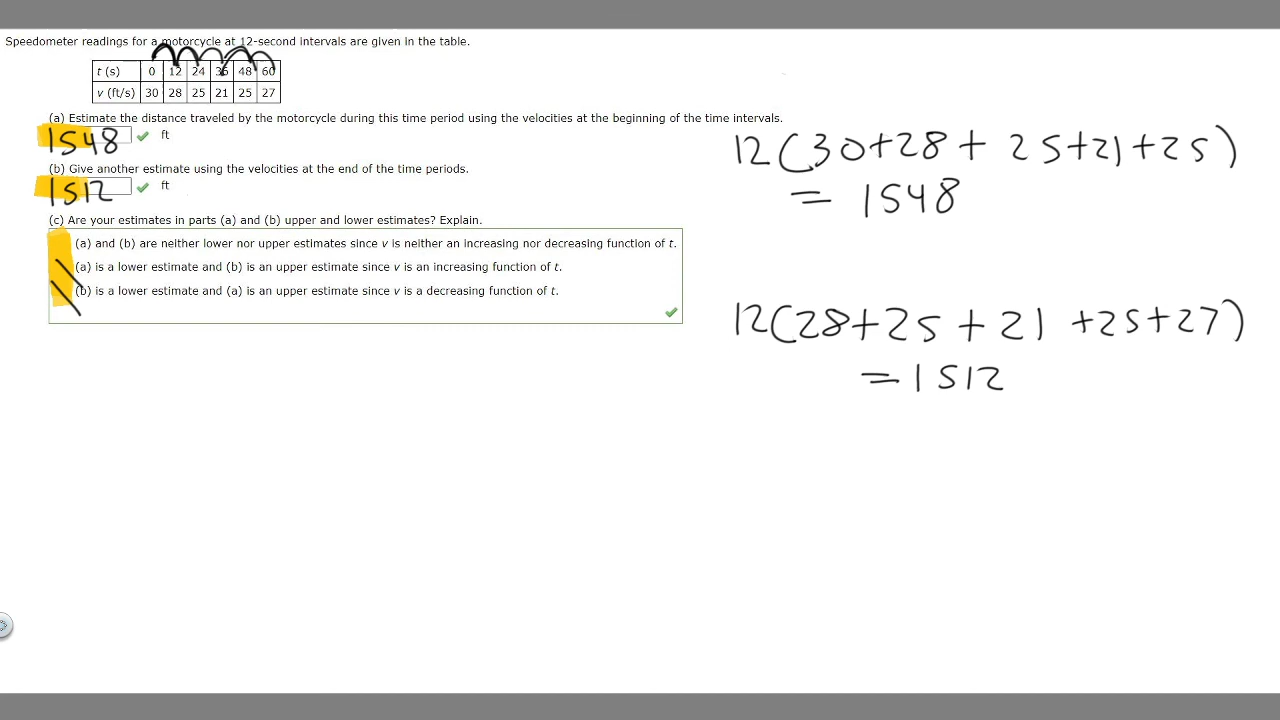 Speedometer readings for a motorcycle at 12-second intervals are given in the table.
t (s) 0 12 24 36 48 60
v (ft/s) 30 28 25 21 25 27
(a) Estimate the distance traveled by the motorcycle during this time period using the velocities at the beginning of the time intervals.
1548 ft
12(30+28+25+21+25)
= 1548
(b) Give another estimate using the velocities at the end of the time periods.
1512 ft
(c) Are your estimates in parts (a) and (b) upper and lower estimates? Explain.
(a) and (b) are neither lower nor upper estimates since v is neither an increasing nor decreasing function of t.
(a) is a lower estimate and (b) is an upper estimate since v is an increasing function of t.
(b) is a lower estimate and (a) is an upper estimate since v is a decreasing function of t.
12(28+25+21+25+27)
=1512